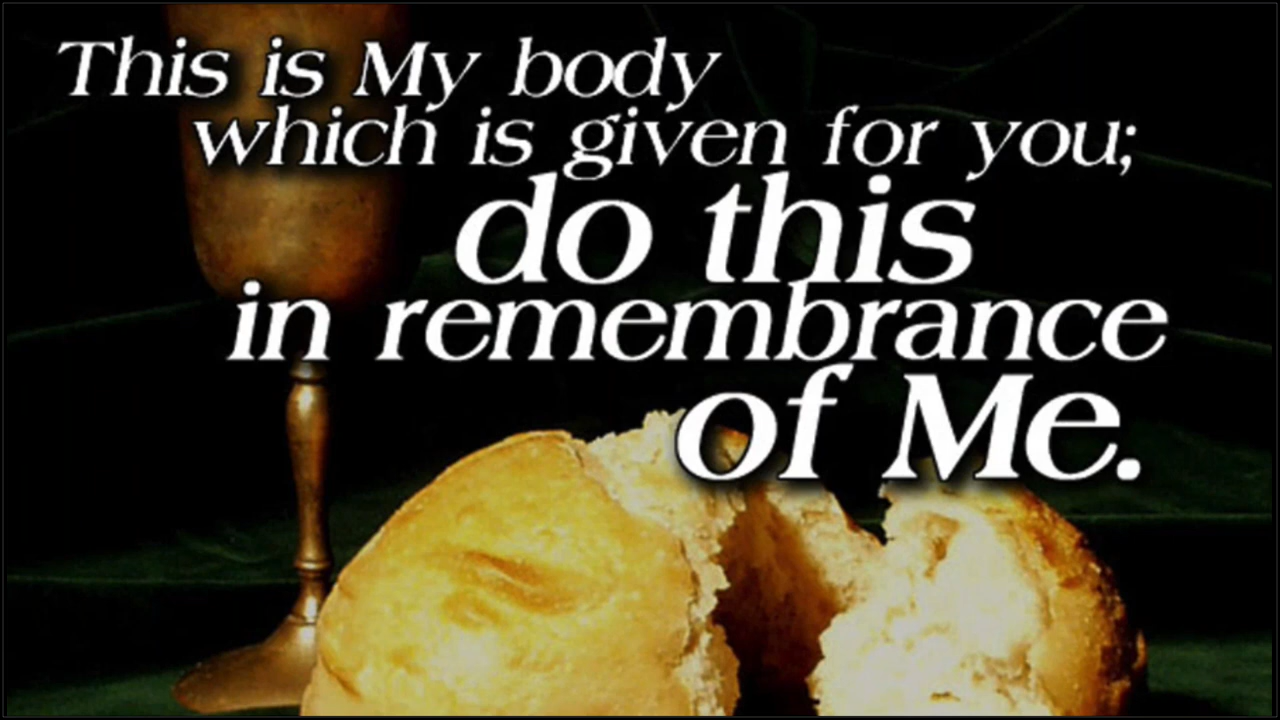 This is My body
which is given for you;
do this
in remembrance
of Me.